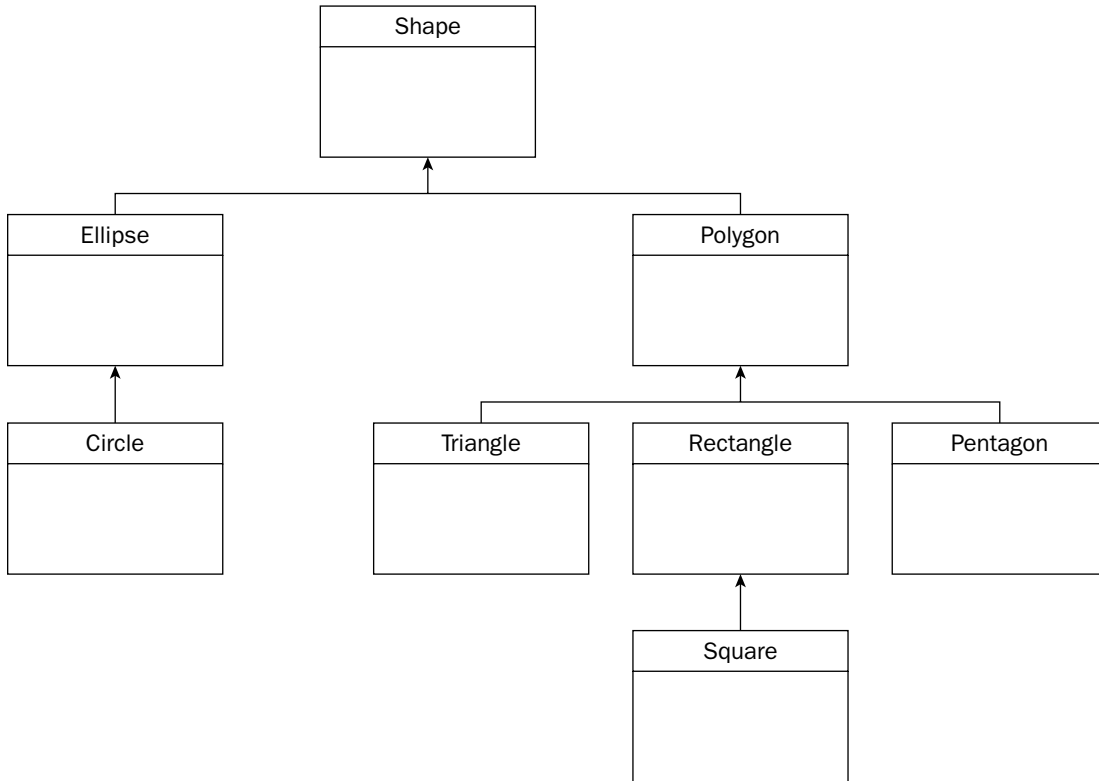 Shape
Ellipse
Polygon
Circle
Triangle
Rectangle
Pentagon
Square